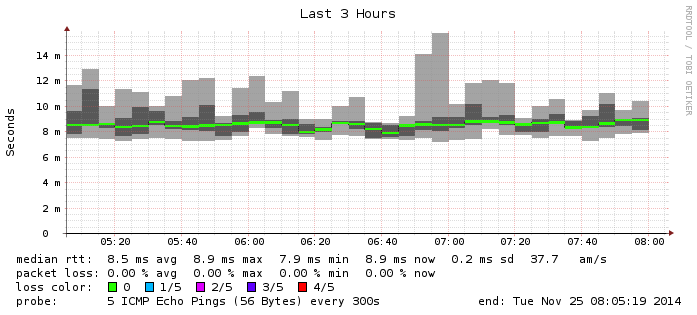 Last 3 Hours
RRDTOOL / TOBI OETIKER
Seconds
14 m
12 m
10 m
8 m
6 m
4 m
2 m
0
05:20 05:40 06:00 06:20 06:40 07:00 07:20 07:40 08:00
median rtt: 8.5 ms avg 8.9 ms max 7.9 ms min 8.9 ms now 0.2 ms sd 37.7 am/s
packet loss: 0.00 % avg 0.00 % max 0.00 % min 0.00 % now
loss color: 0 1/5 2/5 3/5 4/5
probe: 5 ICMP Echo Pings (56 Bytes) every 300s end: Tue Nov 25 08:05:19 2014